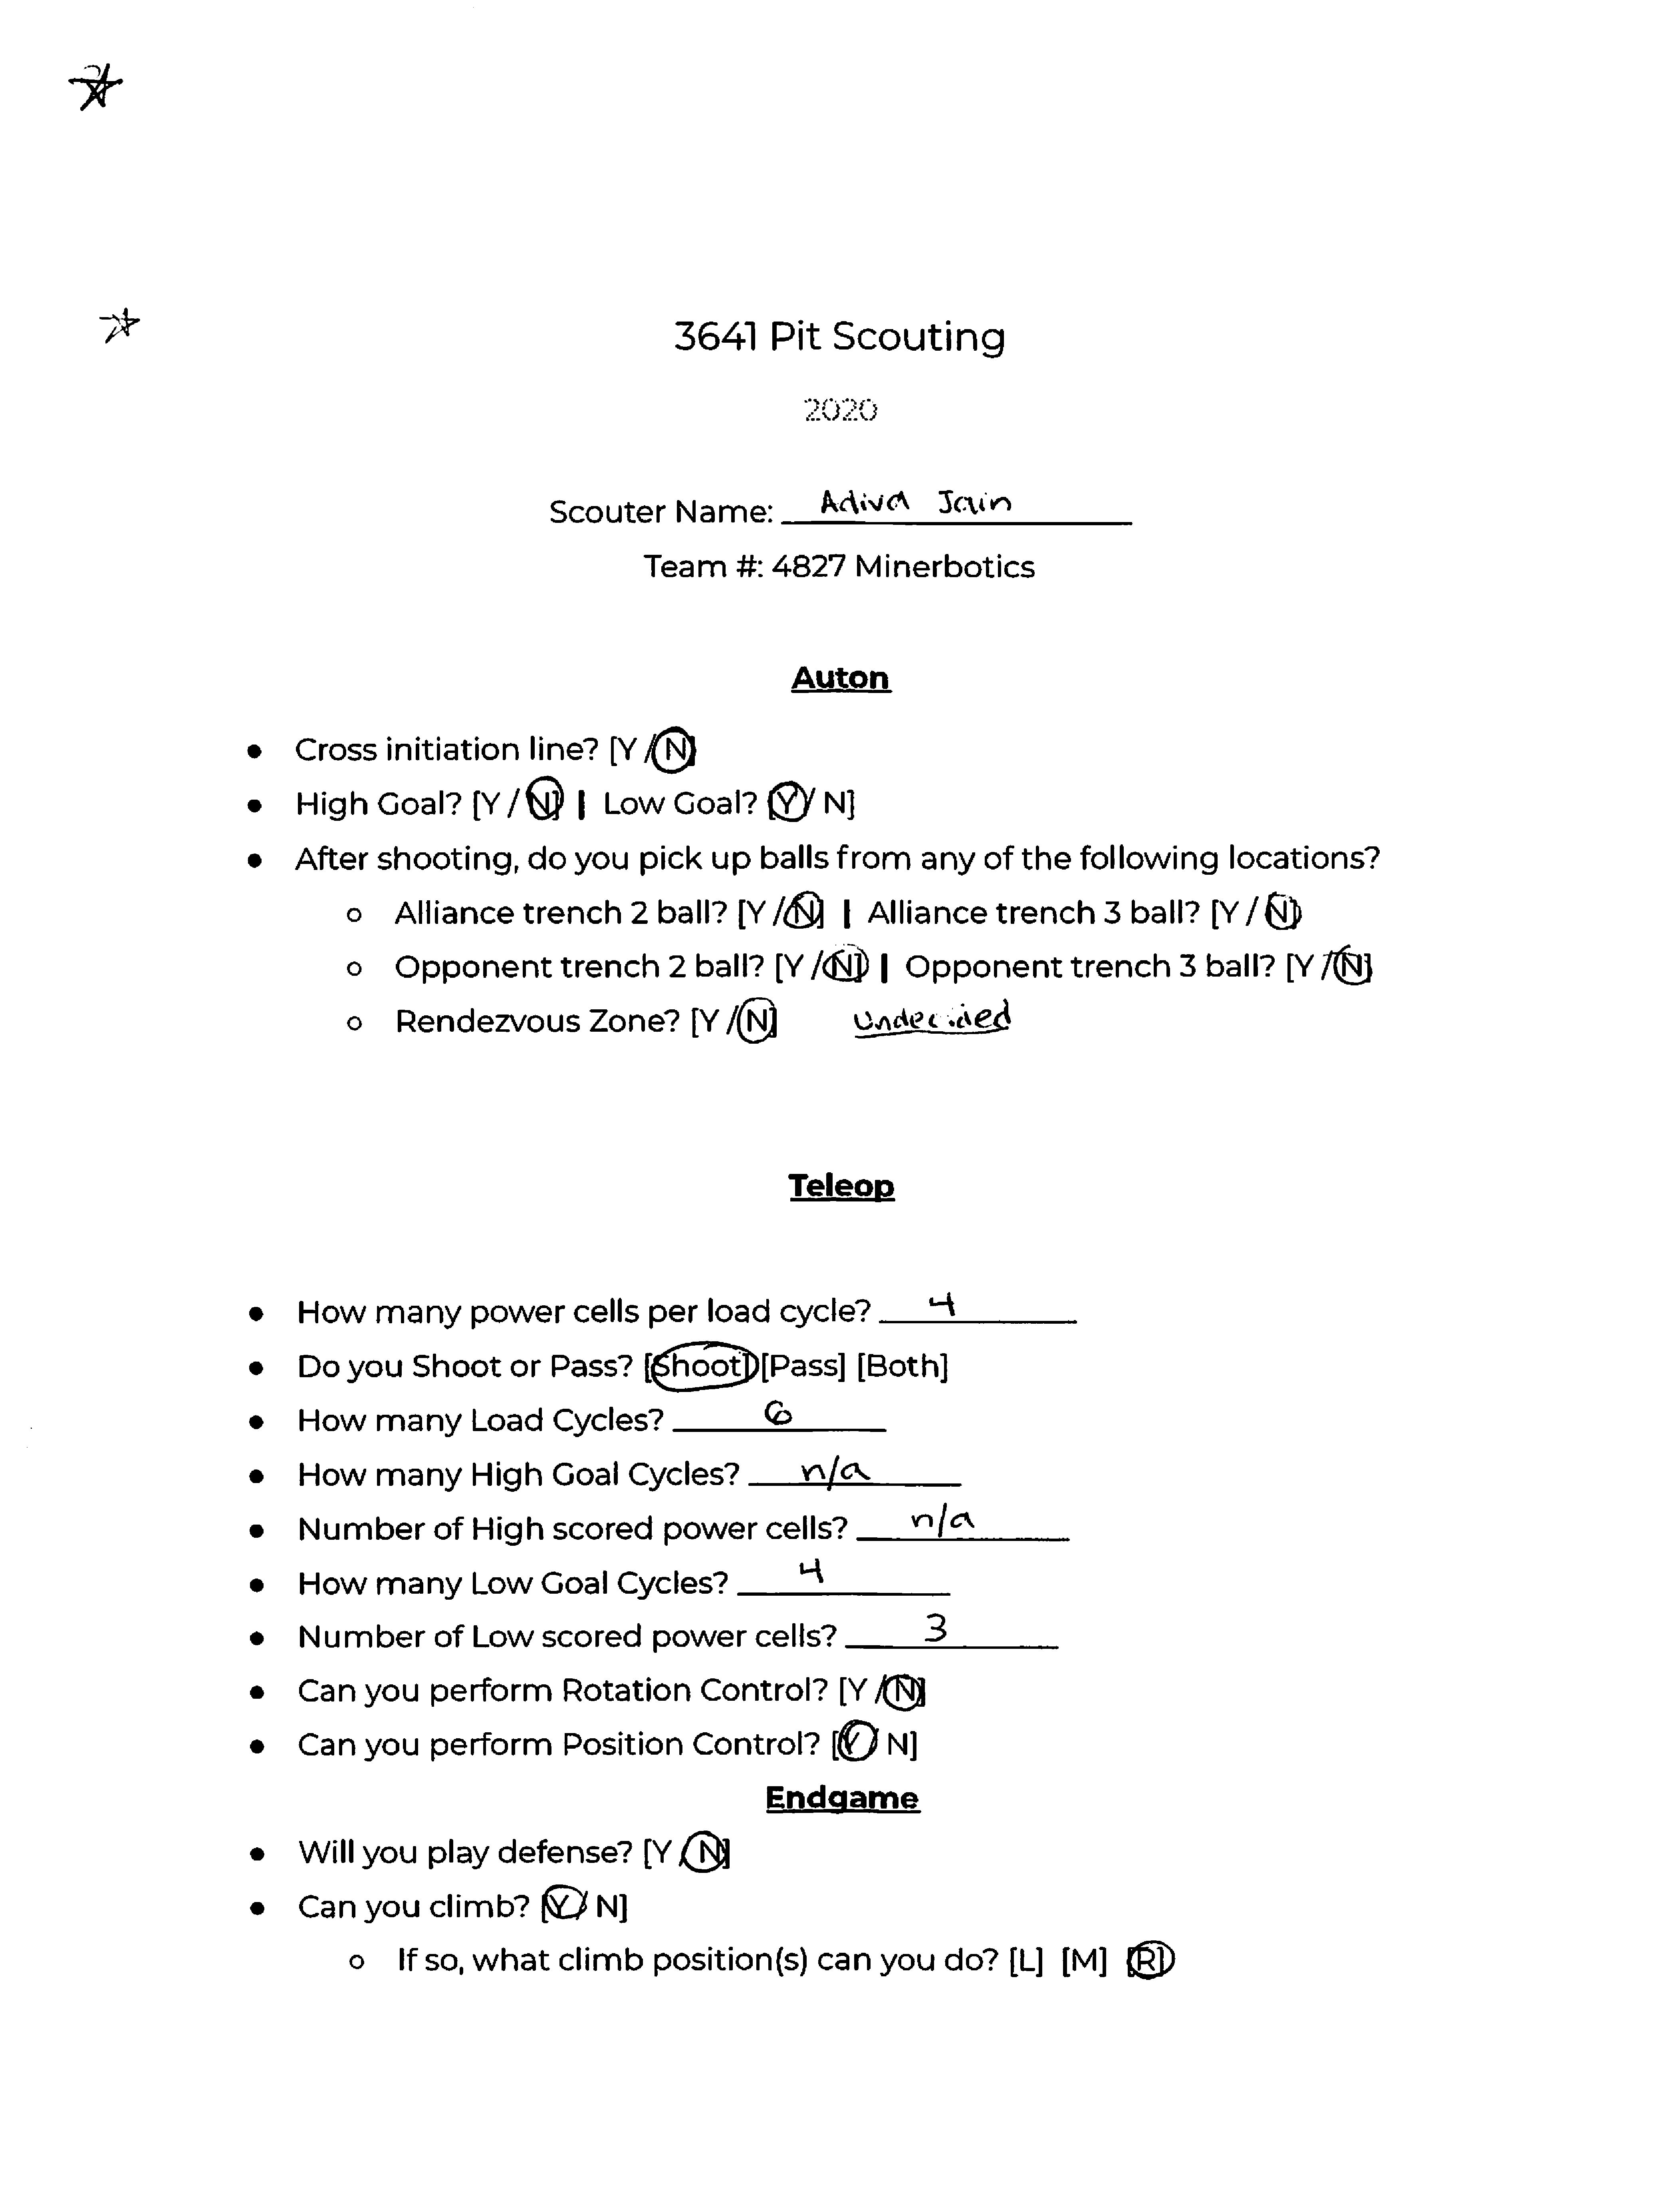 3641 Pit Scouting
2020
Scouter Name: Adiva Jain
Team #: 4827 Minerbotics
Auton
● Cross initiation line? [Y / N]
● High Goal? [Y / N] | Low Goal? [Y / N]
● After shooting, do you pick up balls from any of the following locations?
○ Alliance trench 2 ball? [Y / N] | Alliance trench 3 ball? [Y / N]
○ Opponent trench 2 ball? [Y / N] | Opponent trench 3 ball? [Y / N]
○ Rendezvous Zone? [Y / N] Undecided
Teleop
● How many power cells per load cycle? 4
● Do you Shoot or Pass? [Shoot] [Pass] [Both]
● How many Load Cycles? 6
● How many High Goal Cycles? n/a
● Number of High scored power cells? n/a
● How many Low Goal Cycles? 4
● Number of Low scored power cells? 3
● Can you perform Rotation Control? [Y / N]
● Can you perform Position Control? [Y / N]
Endgame
● Will you play defense? [Y / N]
● Can you climb? [Y / N]
○ If so, what climb position(s) can you do? [L] [M] [R]